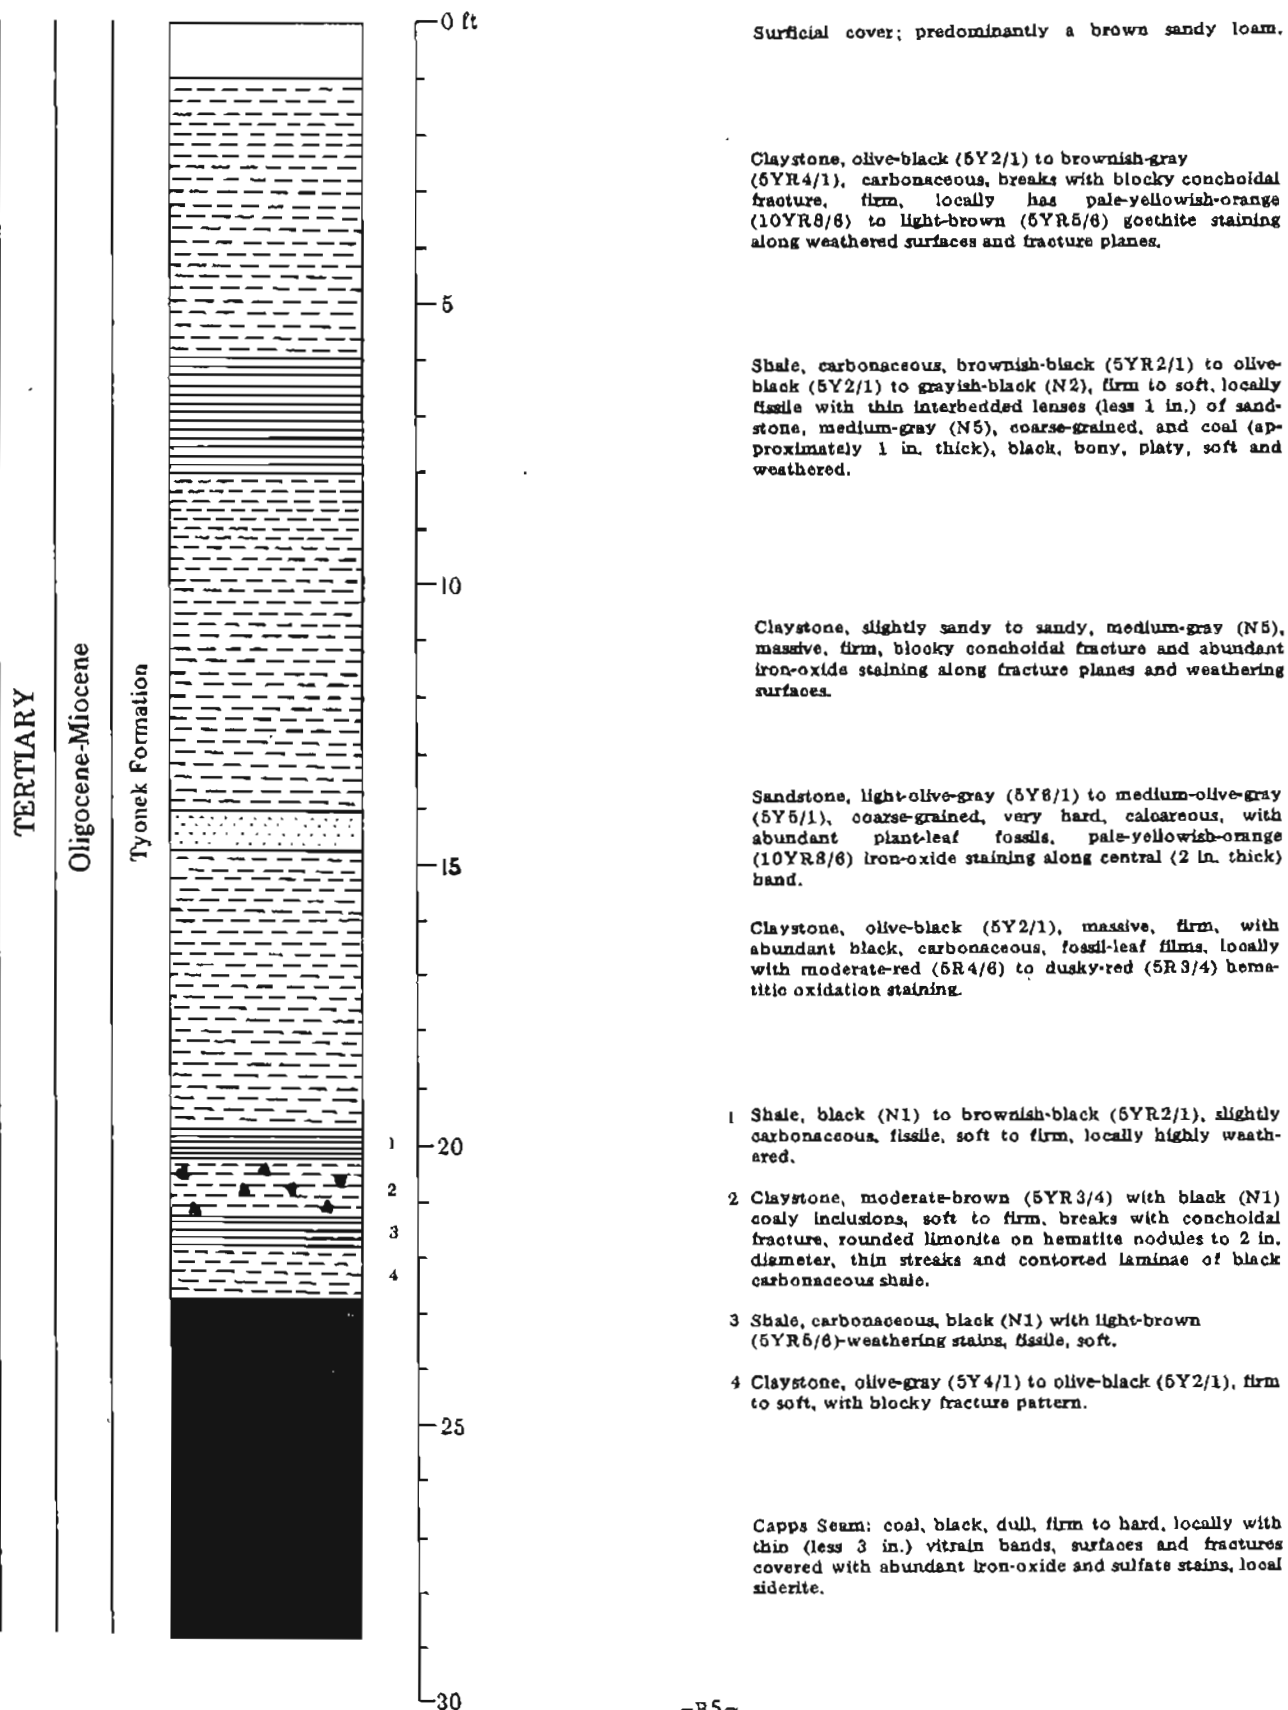 TERTIARY
Oligocene-Miocene
Tyonek Formation
0 ft
5
10
15
20
25
30
1
2
3
4
Surficial cover; predominantly a brown sandy loam.
Claystone, olive-black (5Y2/1) to brownish-gray
(5YR4/1), carbonaceous, breaks with blocky conchoidal
fracture, firm, locally has pale-yellowish-orange
(10YR8/6) to light-brown (5YR5/6) goethite staining
along weathered surfaces and fracture planes.
Shale, carbonaceous, brownish-black (5YR2/1) to olive-
black (5Y2/1) to grayish-black (N2), firm to soft, locally
fissile with thin interbedded lenses (less 1 in.) of sand-
stone, medium-gray (N5), coarse-grained, and coal (ap-
proximately 1 in. thick), black, bony, platy, soft and
weathered.
Claystone, slightly sandy to sandy, medium-gray (N5),
massive, firm, blocky conchoidal fracture and abundant
iron-oxide staining along fracture planes and weathering
surfaces.
Sandstone, light-olive-gray (5Y6/1) to medium-olive-gray
(5Y5/1), coarse-grained, very hard, calcareous, with
abundant plant-leaf fossils, pale-yellowish-orange
(10YR8/6) iron-oxide staining along central (2 in. thick)
band.
Claystone, olive-black (5Y2/1), massive, firm, with
abundant black, carbonaceous, fossil-leaf films, locally
with moderate-red (5R4/6) to dusky-red (5R3/4) hema-
titic oxidation staining.
1 Shale, black (N1) to brownish-black (5YR2/1), slightly
carbonaceous, fissile, soft to firm, locally highly weath-
ered.
2 Claystone, moderate-brown (5YR3/4) with black (N1)
coaly inclusions, soft to firm, breaks with conchoidal
fracture, rounded limonite on hematite nodules to 2 in.
diameter, thin streaks and contorted laminae of black
carbonaceous shale.
3 Shale, carbonaceous, black (N1) with light-brown
(5YR5/6)-weathering stains, fissile, soft.
4 Claystone, olive-gray (5Y4/1) to olive-black (5Y2/1), firm
to soft, with blocky fracture pattern.
Capps Seam: coal, black, dull, firm to hard, locally with
thin (less 3 in.) vitrain bands, surfaces and fractures
covered with abundant iron-oxide and sulfate stains, local
siderite.